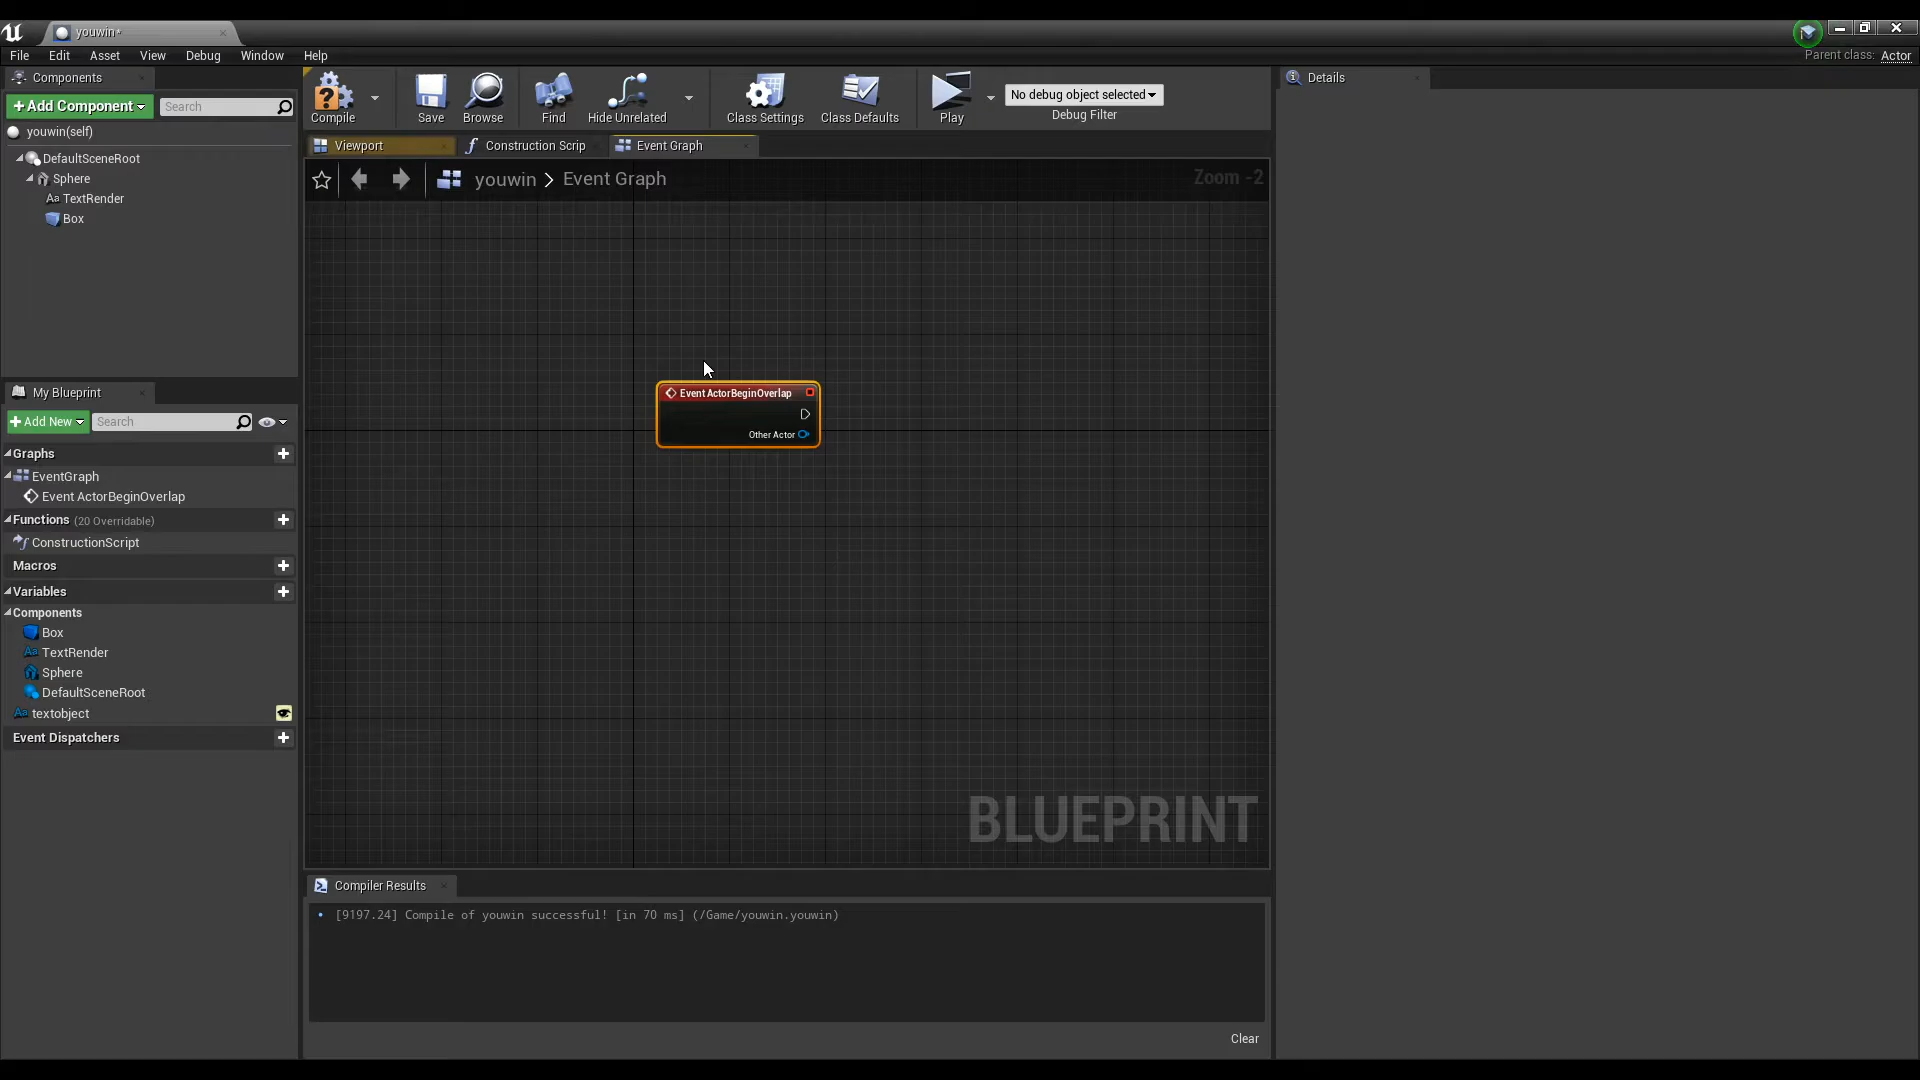 youwin*
File Edit Asset View Debug Window Help
Parent class: Actor
Components
+Add Component
Search
youwin(self)
DefaultSceneRoot
Sphere
Aa TextRender
Box
Compile
Save
Browse
Find
Hide Unrelated
Class Settings
Class Defaults
Play
No debug object selected
Debug Filter
Details
Viewport
Construction Scrip
Event Graph
youwin > Event Graph
Zoom -2
Event ActorBeginOverlap
Other Actor
BLUEPRINT
My Blueprint
+Add New
Search
Graphs
EventGraph
Event ActorBeginOverlap
Functions (20 Overridable)
ConstructionScript
Macros
Variables
Components
Box
Aa TextRender
Sphere
DefaultSceneRoot
Aa textobject
Event Dispatchers
Compiler Results
[9197.24] Compile of youwin successful! [in 70 ms] (/Game/youwin.youwin)
Clear